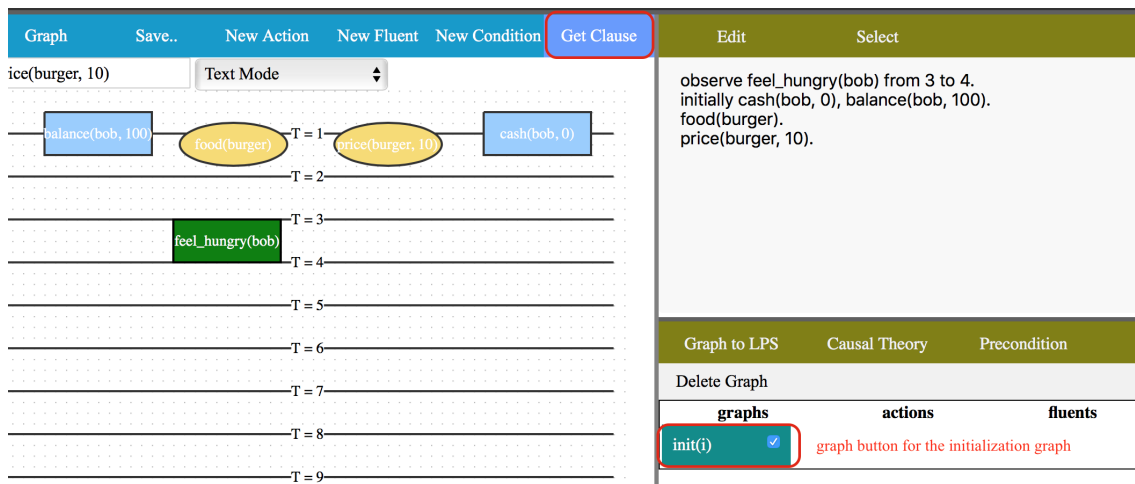 Graph Save.. New Action New Fluent New Condition Get Clause Edit Select
ice(burger, 10) Text Mode
observe feel_hungry(bob) from 3 to 4.
initially cash(bob, 0), balance(bob, 100).
food(burger).
price(burger, 10).
balance(bob, 100) food(burger) T = 1 price(burger, 10) cash(bob, 0)
T = 2
T = 3
feel_hungry(bob)
T = 4
T = 5
T = 6
T = 7
T = 8
T = 9
Graph to LPS Causal Theory Precondition
Delete Graph
graphs actions fluents
init(i) graph button for the initialization graph